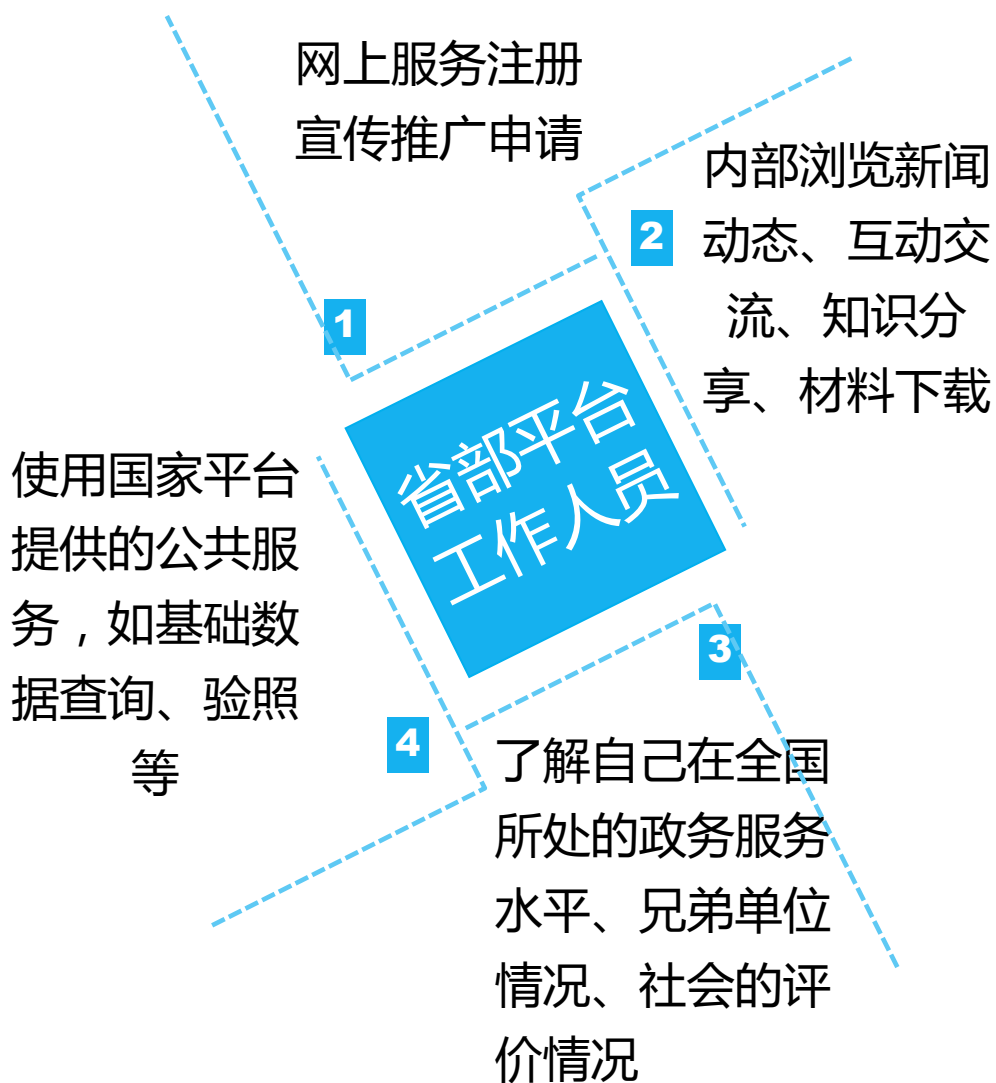 网上服务注册
宣传推广申请
1
2
内部浏览新闻
动态、互动交
流、知识分
享、材料下载
省部平台
工作人员
3
了解自己在全国
所处的政务服务
水平、兄弟单位
情况、社会的评
价情况
4
使用国家平台
提供的公共服
务，如基础数
据查询、验照
等